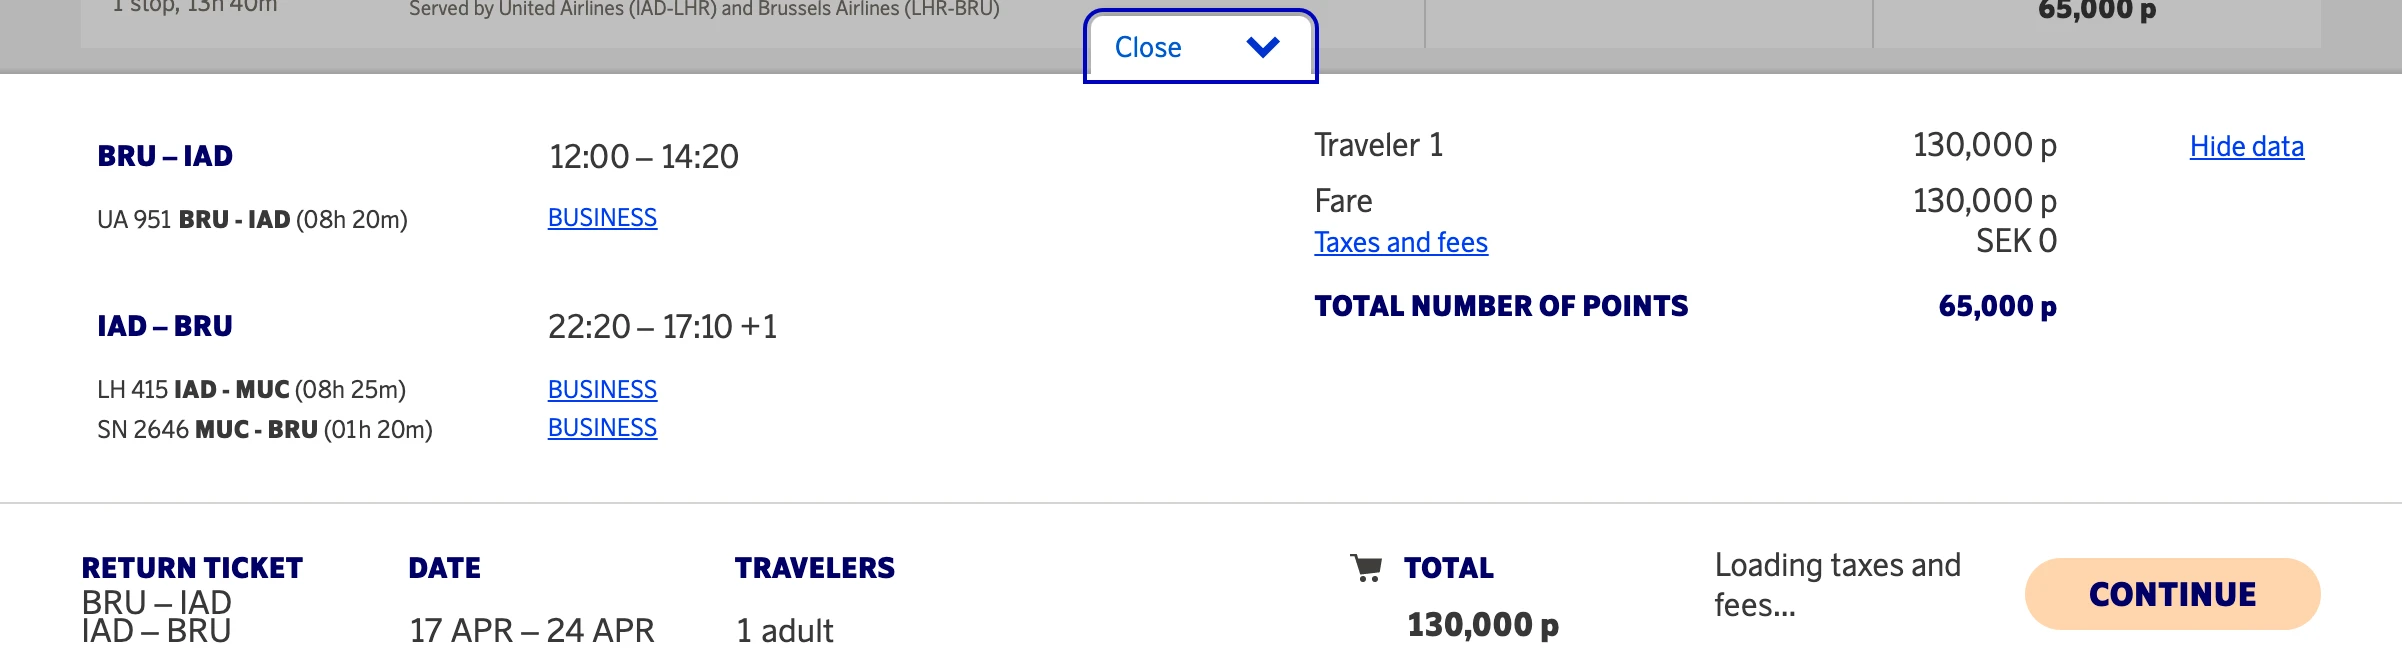 1 stop, 13h 40m
Served by United Airlines (IAD-LHR) and Brussels Airlines (LHR-BRU)
65,000 p
Close
BRU – IAD
12:00 – 14:20
UA 951 BRU - IAD (08h 20m)
BUSINESS
IAD – BRU
22:20 – 17:10 +1
LH 415 IAD - MUC (08h 25m)
BUSINESS
SN 2646 MUC - BRU (01h 20m)
BUSINESS
Traveler 1
130,000 p
Hide data
Fare
130,000 p
Taxes and fees
SEK 0
TOTAL NUMBER OF POINTS
65,000 p
RETURN TICKET
BRU – IAD
IAD – BRU
DATE
17 APR – 24 APR
TRAVELERS
1 adult
TOTAL
130,000 p
Loading taxes and
fees...
CONTINUE